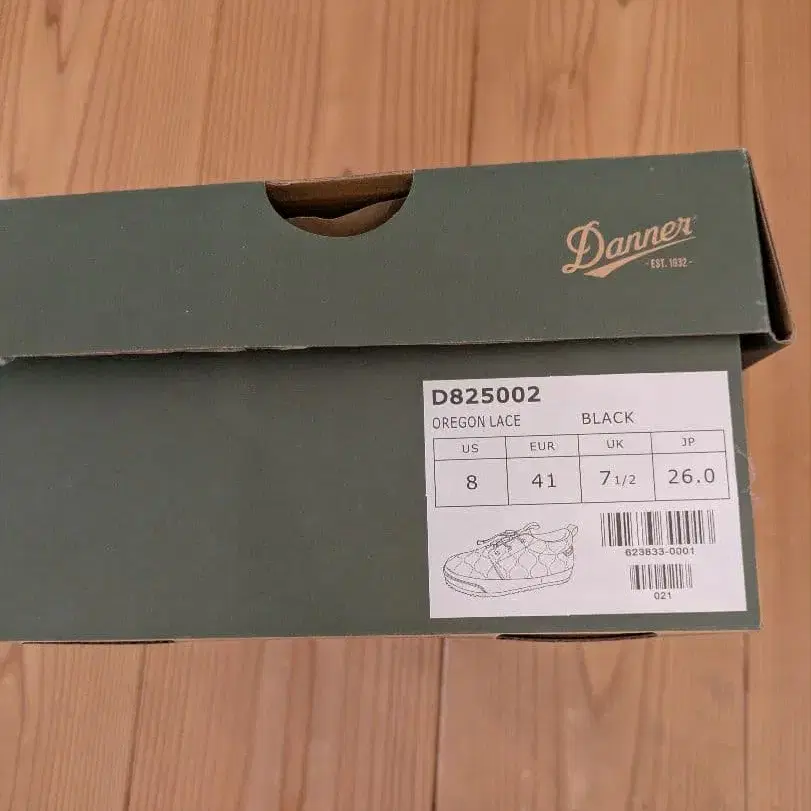 Danner
- EST. 1932 -
D825002
OREGON LACE BLACK
US EUR UK JP
8 41 7 1/2 26.0
623833-0001
021